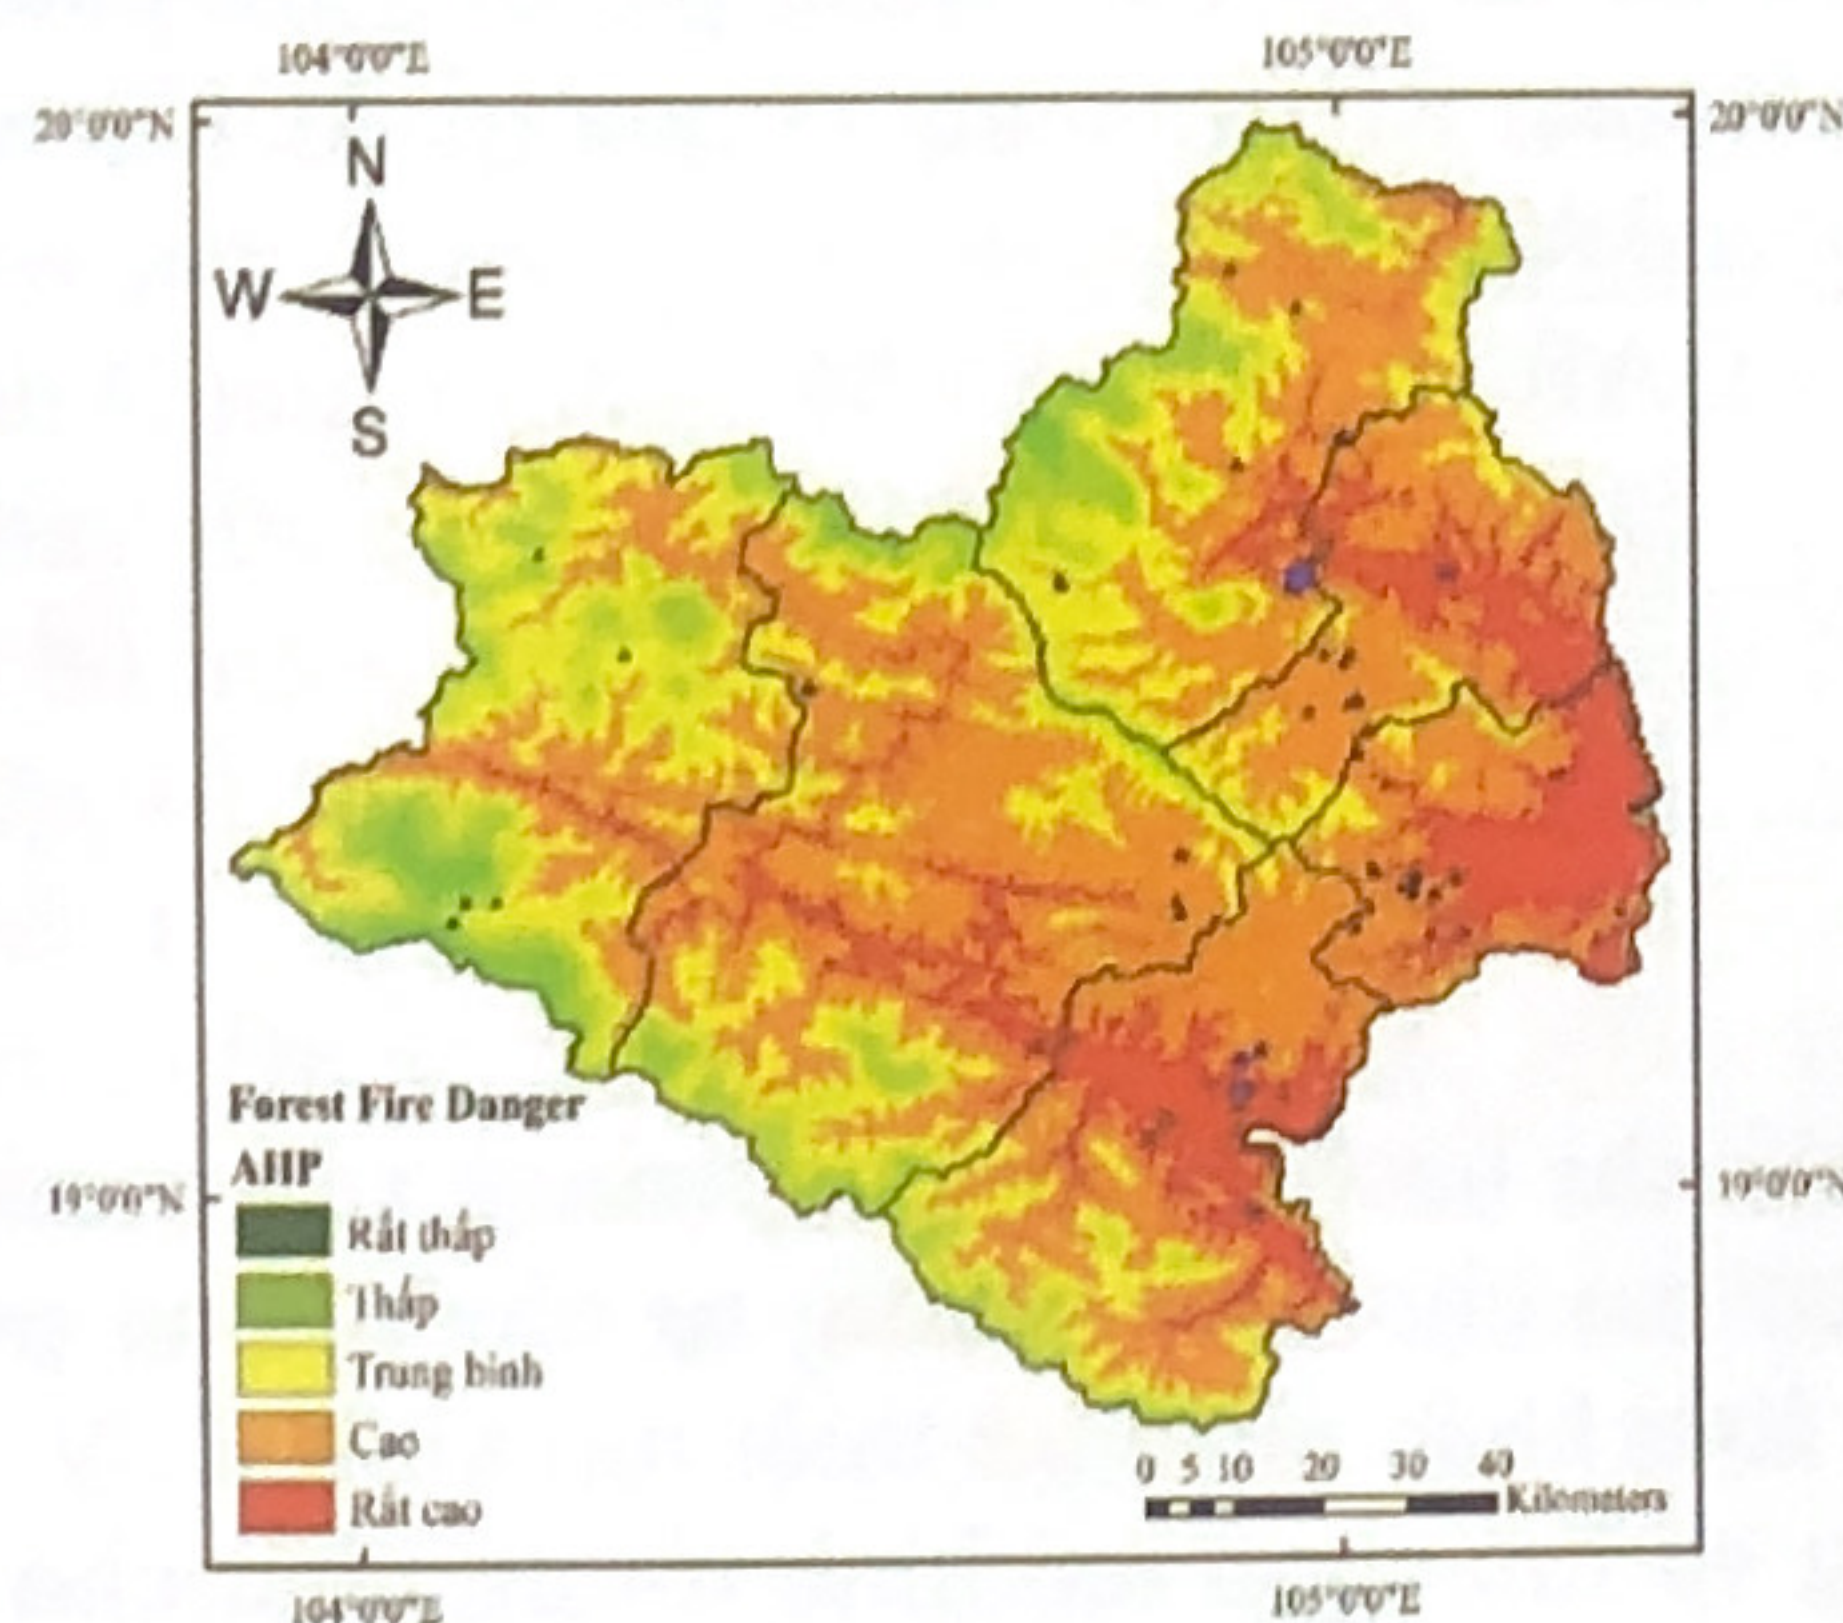 104°0'0"E 105°0'0"E
20°0'0"N 20°0'0"N
N
W E
S
Forest Fire Danger
AHP
Rất thấp
Thấp
Trung bình
Cao
Rất cao
0 5 10 20 30 40
Kilometers
19°0'0"N 19°0'0"N
104°0'0"E 105°0'0"E